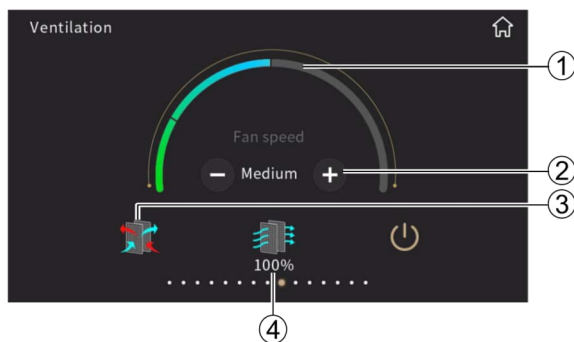 Ventilation
1
Fan speed
− Medium +
2
3
100%
4